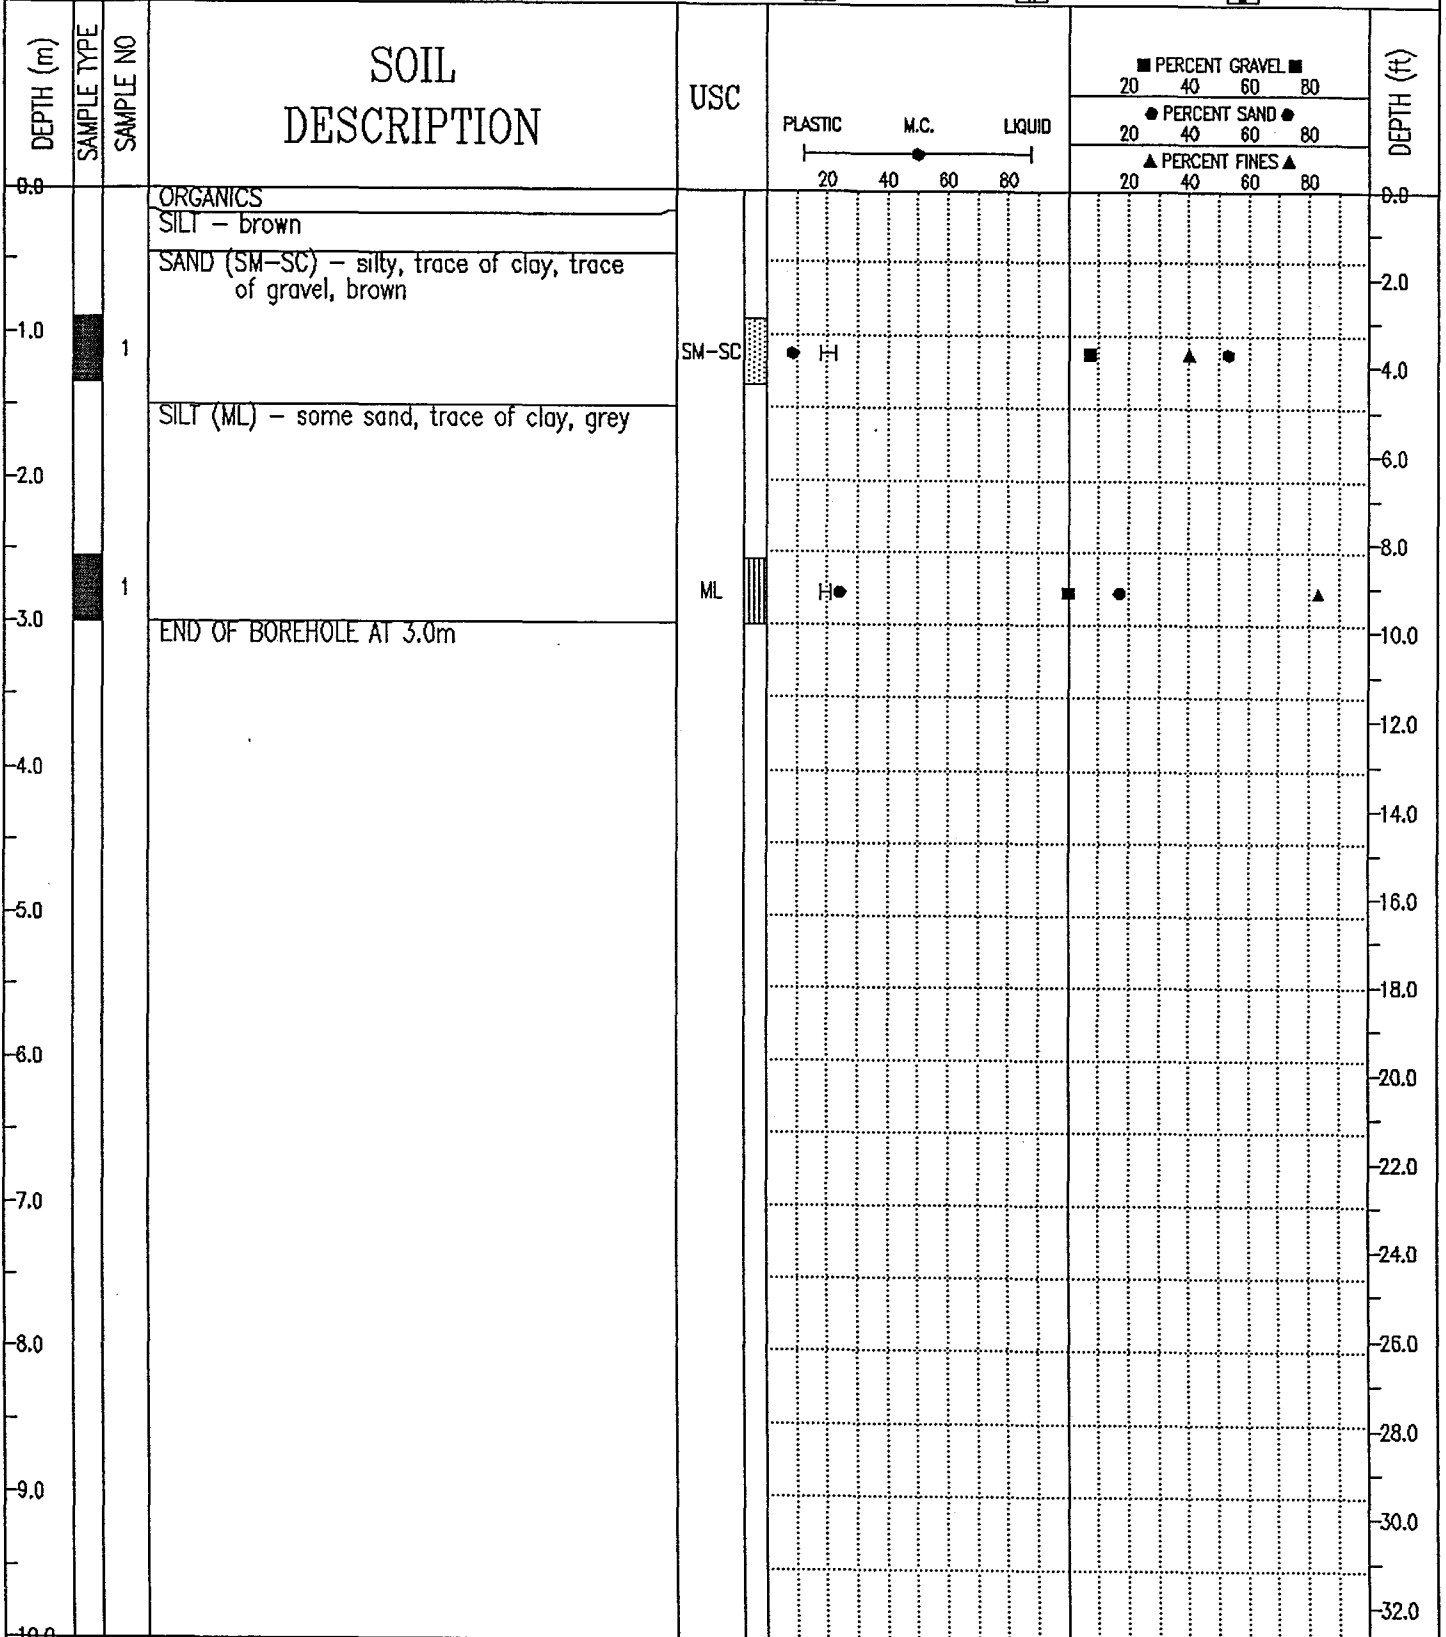 DEPTH (m)
SAMPLE TYPE
SAMPLE NO
SOIL
DESCRIPTION
USC
PLASTIC M.C. LIQUID
20 40 60 80
■ PERCENT GRAVEL ■
20 40 60 80
● PERCENT SAND ●
20 40 60 80
▲ PERCENT FINES ▲
20 40 60 80
DEPTH (ft)
0.0
ORGANICS
0.0
SILT - brown
SAND (SM-SC) - silty, trace of clay, trace
of gravel, brown
2.0
1.0
1
SM-SC
4.0
SILT (ML) - some sand, trace of clay, grey
6.0
2.0
8.0
1
ML
3.0
END OF BOREHOLE AT 3.0m
10.0
12.0
4.0
14.0
16.0
5.0
18.0
6.0
20.0
22.0
7.0
24.0
8.0
26.0
28.0
9.0
30.0
32.0
10.0